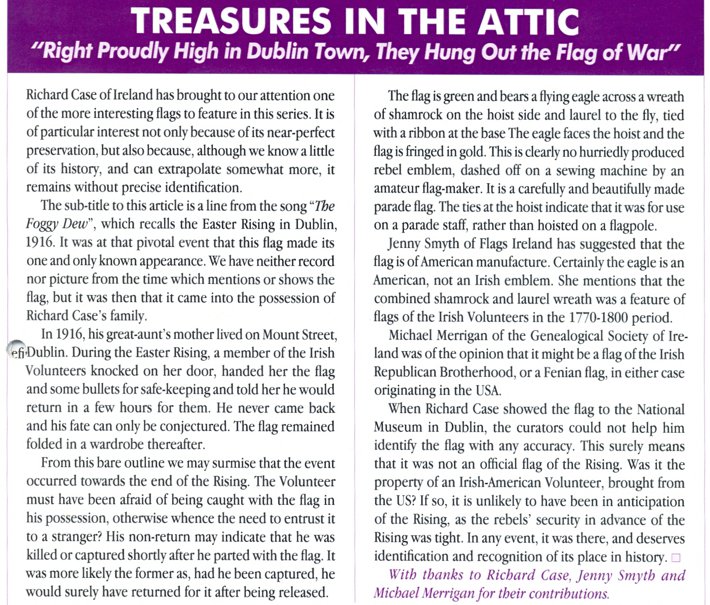 TREASURES IN THE ATTIC
“Right Proudly High in Dublin Town, They Hung Out the Flag of War”
Richard Case of Ireland has brought to our attention one
of the more interesting flags to feature in this series. It is
of particular interest not only because of its near-perfect
preservation, but also because, although we know a little
of its history, and can extrapolate somewhat more, it
remains without precise identification.
The sub-title to this article is a line from the song “The
Foggy Dew”, which recalls the Easter Rising in Dublin,
1916. It was at that pivotal event that this flag made its
one and only known appearance. We have neither record
nor picture from the time which mentions or shows the
flag, but it was then that it came into the possession of
Richard Case’s family.
In 1916, his great-aunt’s mother lived on Mount Street,
Dublin. During the Easter Rising, a member of the Irish
Volunteers knocked on her door, handed her the flag
and some bullets for safe-keeping and told her he would
return in a few hours for them. He never came back
and his fate can only be conjectured. The flag remained
folded in a wardrobe thereafter.
From this bare outline we may surmise that the event
occurred towards the end of the Rising. The Volunteer
must have been afraid of being caught with the flag in
his possession, otherwise whence the need to entrust it
to a stranger? His non-return may indicate that he was
killed or captured shortly after he parted with the flag. It
was more likely the former as, had he been captured, he
would surely have returned for it after being released.
The flag is green and bears a flying eagle across a wreath
of shamrock on the hoist side and laurel to the fly, tied
with a ribbon at the base The eagle faces the hoist and the
flag is fringed in gold. This is clearly no hurriedly produced
rebel emblem, dashed off on a sewing machine by an
amateur flag-maker. It is a carefully and beautifully made
parade flag. The ties at the hoist indicate that it was for use
on a parade staff, rather than hoisted on a flagpole.
Jenny Smyth of Flags Ireland has suggested that the
flag is of American manufacture. Certainly the eagle is an
American, not an Irish emblem. She mentions that the
combined shamrock and laurel wreath was a feature of
flags of the Irish Volunteers in the 1770-1800 period.
Michael Merrigan of the Genealogical Society of Ire-
land was of the opinion that it might be a flag of the Irish
Republican Brotherhood, or a Fenian flag, in either case
originating in the USA.
When Richard Case showed the flag to the National
Museum in Dublin, the curators could not help him
identify the flag with any accuracy. This surely means
that it was not an official flag of the Rising. Was it the
property of an Irish-American Volunteer, brought from
the US? If so, it is unlikely to have been in anticipation
of the Rising, as the rebels’ security in advance of the
Rising was tight. In any event, it was there, and deserves
identification and recognition of its place in history. □
With thanks to Richard Case, Jenny Smyth and
Michael Merrigan for their contributions.